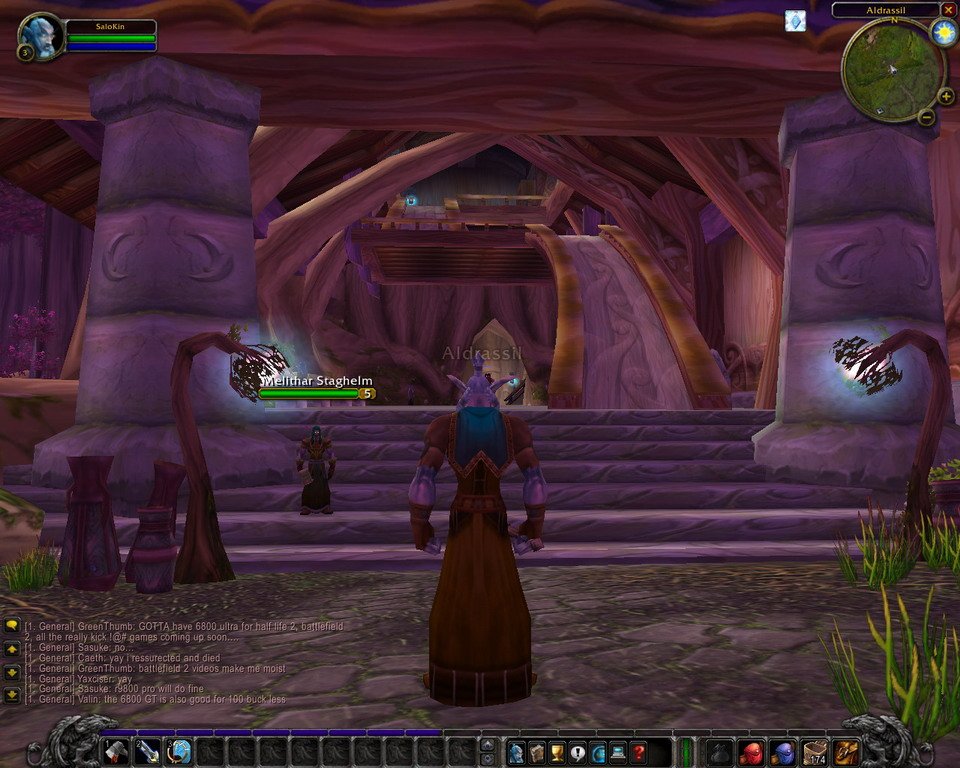 SaloKin
3
Aldrassil
N
Aldrassil
Melithar Staghelm
5
[1. General] GreenThumb: GOTTA have 6800 ultra for half life 2, battlefield
2, all the really kick !@# games coming up soon....
[1. General] Sasuke: no...
[1. General] Caeth: yay i ressurected and died
[1. General] GreenThumb: battlefield 2 videos make me moist
[1. General] Yaxciser: yay
[1. General] Sasuke: r9800 pro will do fine
[1. General] Valin: the 6800 GT is also good for 100 buck less
174